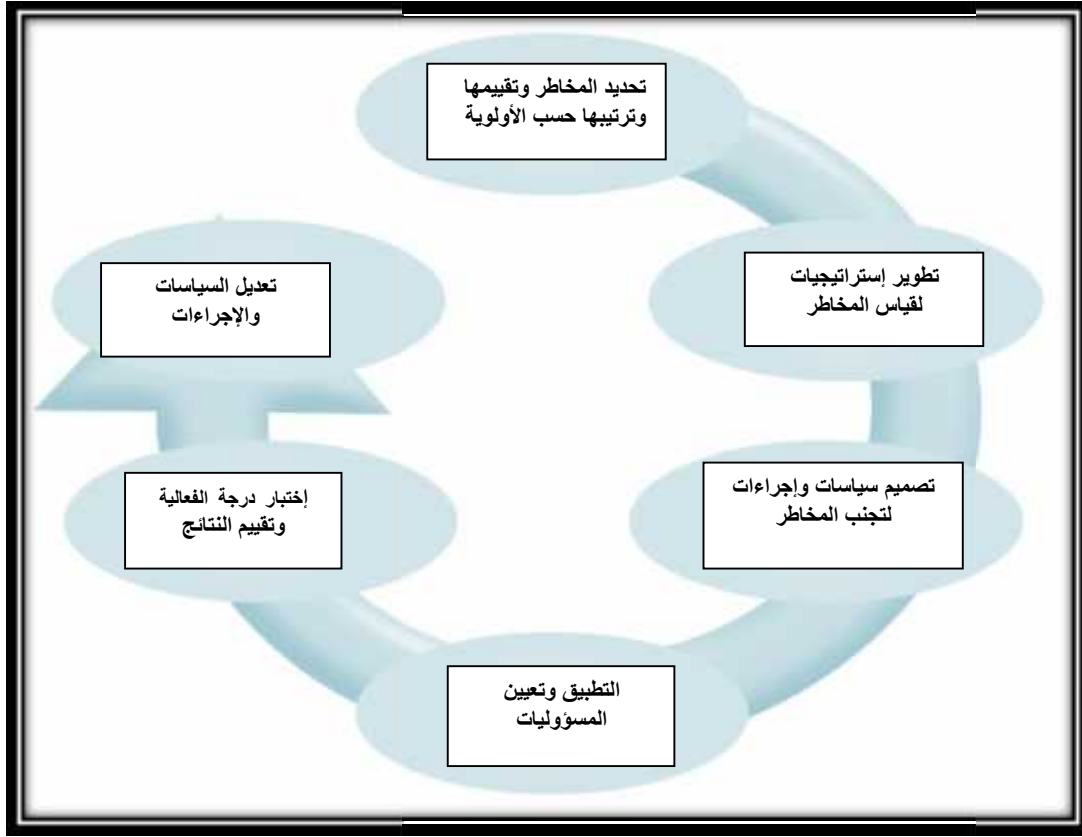 تحديد المخاطر وتقييمها
وترتيبها حسب الأولوية
تطوير إستراتيجيات
لقياس المخاطر
تصميم سياسات وإجراءات
لتجنب المخاطر
التطبيق وتعيين
المسؤوليات
إختبار درجة الفعالية
وتقييم النتائج
تعديل السياسات
والإجراءات